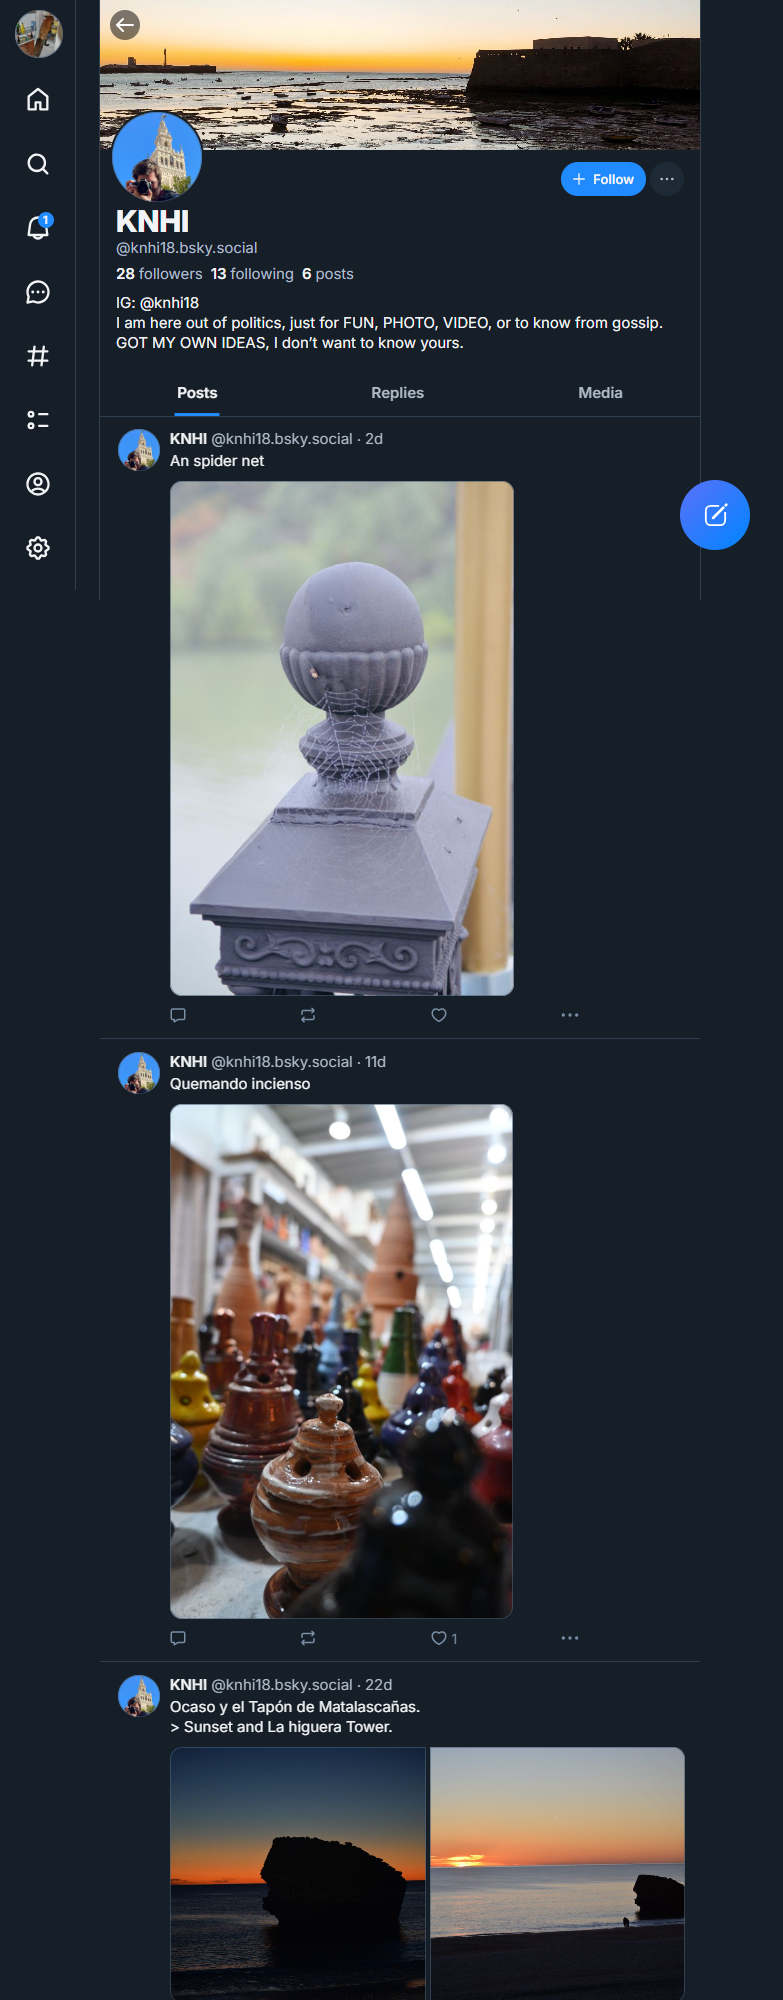 1
+ Follow
KNHI
@knhi18.bsky.social
28 followers 13 following 6 posts
IG: @knhi18
I am here out of politics, just for FUN, PHOTO, VIDEO, or to know from gossip.
GOT MY OWN IDEAS, I don’t want to know yours.
Posts Replies Media
KNHI @knhi18.bsky.social · 2d
An spider net
KNHI @knhi18.bsky.social · 11d
Quemando incienso
1
KNHI @knhi18.bsky.social · 22d
Ocaso y el Tapón de Matalascañas.
> Sunset and La higuera Tower.